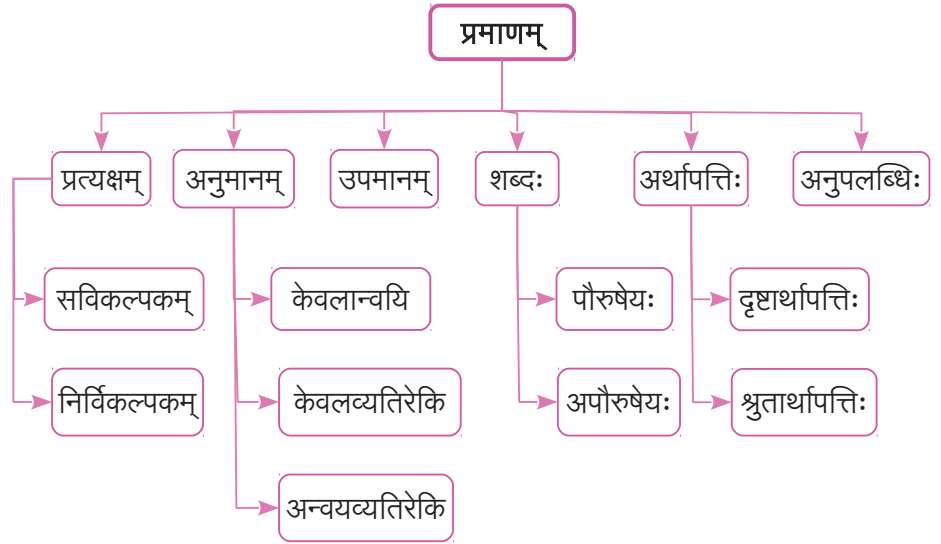 प्रमाणम्
प्रत्यक्षम्
अनुमानम्
उपमानम्
शब्दः
अर्थापत्तिः
अनुपलब्धिः
सविकल्पकम्
केवलान्वयि
पौरुषेयः
दृष्टार्थापत्तिः
निर्विकल्पकम्
केवलव्यतिरेकि
अपौरुषेयः
श्रुतार्थापत्तिः
अन्वयव्यतिरेकि